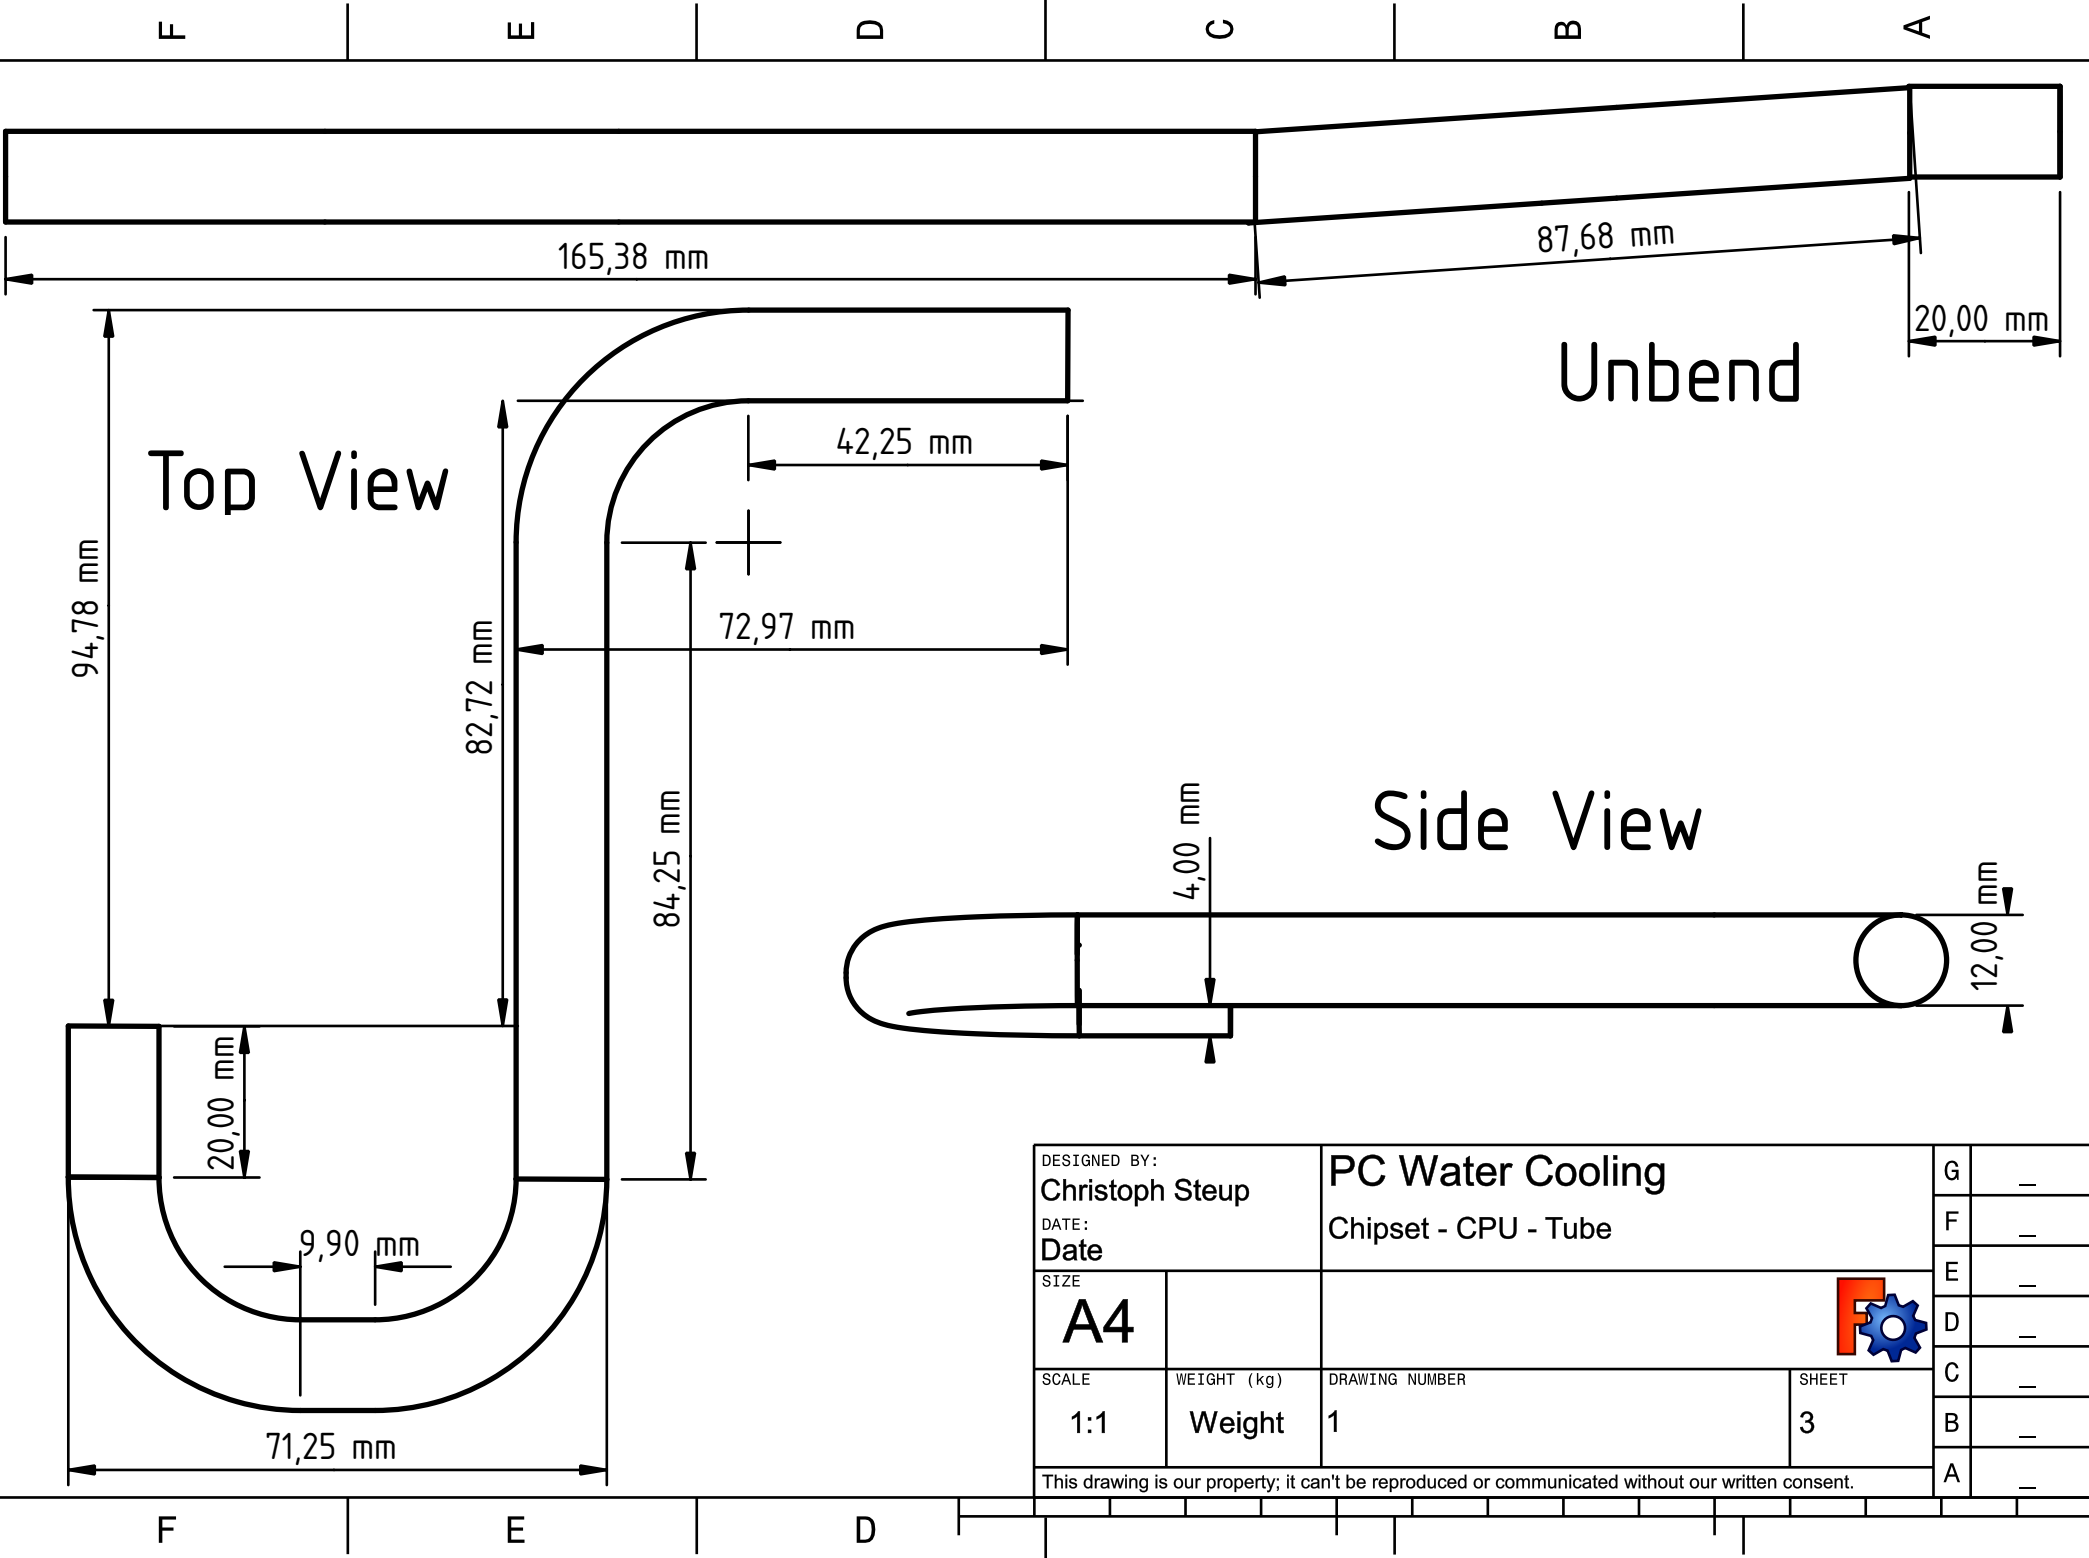 F E D C B A
165,38 mm
87,68 mm
20,00 mm
Unbend
Top View
42,25 mm
94,78 mm
72,97 mm
82,72 mm
84,25 mm
Side View
4,00 mm
12,00 mm
20,00 mm
9,90 mm
71,25 mm
DESIGNED BY:
Christoph Steup
DATE:
Date
PC Water Cooling
Chipset - CPU - Tube
SIZE
A4
SCALE
1:1
WEIGHT (kg)
Weight
DRAWING NUMBER
1
SHEET
3
This drawing is our property; it can't be reproduced or communicated without our written consent.
G _
F _
E _
D _
C _
B _
A _
F E D